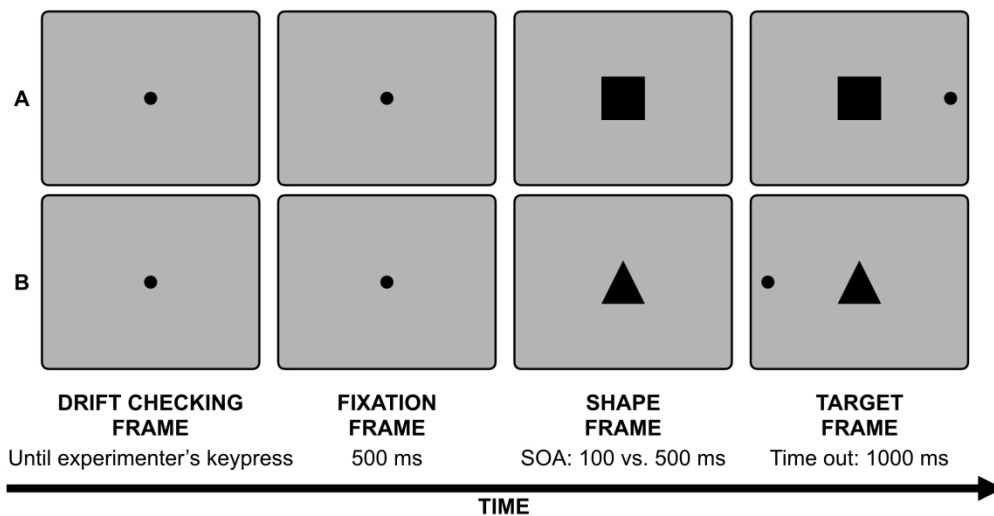 A
B
DRIFT CHECKING
FRAME
Until experimenter's keypress
FIXATION
FRAME
500 ms
SHAPE
FRAME
SOA: 100 vs. 500 ms
TARGET
FRAME
Time out: 1000 ms
TIME